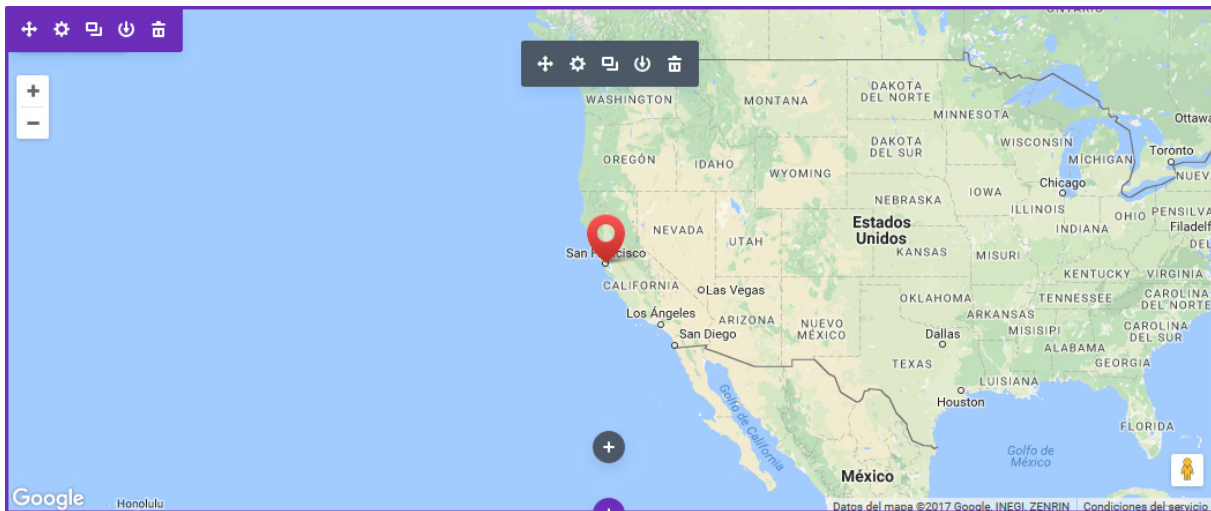 ONTARIO
WASHINGTON
MONTANA
DAKOTA
DEL NORTE
MINNESOTA
Ottawa
OREGÓN
IDAHO
WYOMING
DAKOTA
DEL SUR
WISCONSIN
MÍCHIGAN
Toronto
Chicago
NUEVA
NEBRASKA
IOWA
ILLINOIS
OHIO
PENSILVA
Filadelf
INDIANA
DEL
Estados
Unidos
NEVADA
UTAH
KANSAS
MISURI
San Francisco
CALIFORNIA
Las Vegas
KENTUCKY
VIRGINIA
OKLAHOMA
TENNESSEE
CAROLINA
DEL NORTE
Los Ángeles
ARIZONA
NUEVO
MÉXICO
ARKANSAS
San Diego
Dallas
MISISIPI
CAROLINA
DEL SUR
ALABAMA
TEXAS
GEORGIA
LUISIANA
Houston
Golfo de California
FLORIDA
Golfo de
México
México
Google
Honolulu
Datos del mapa ©2017 Google, INEGI, ZENRIN
Condiciones del servicio